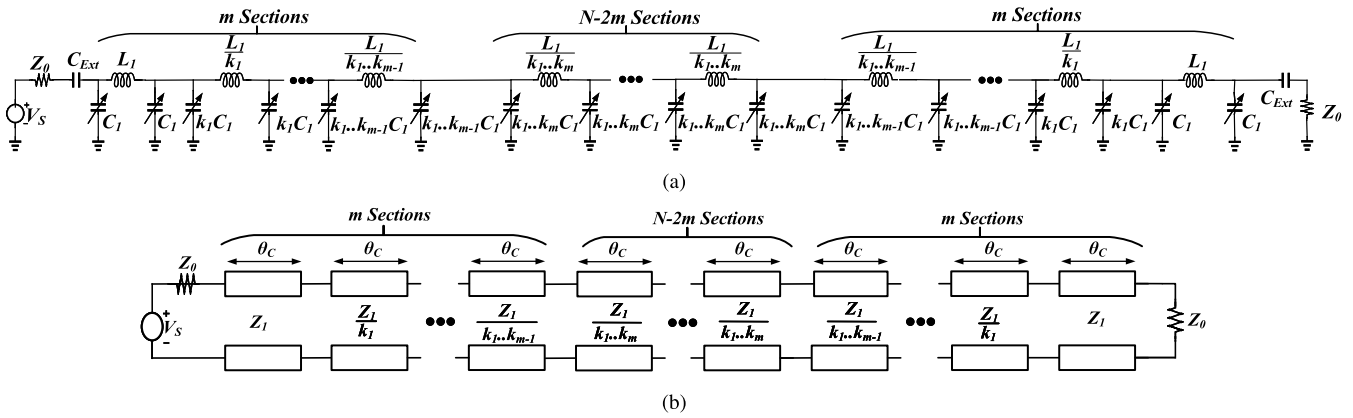 m Sections N-2m Sections m Sections
Z0 CExt L1 L1/k1 L1/k1..km-1 L1/k1..km L1/k1..km L1/k1..km-1 L1/k1 L1 CExt Z0
+ VS - C1 C1 k1C1 k1C1 k1..km-1C1 k1..km-1C1 k1..kmC1 k1..kmC1 k1..kmC1 k1..kmC1 k1..km-1C1 k1..km-1C1 k1C1 k1C1 C1 C1
(a)
m Sections N-2m Sections m Sections
θC θC θC θC θC θC θC θC
Z0 + VS - Z1 Z1/k1 Z1/k1..km-1 Z1/k1..km Z1/k1..km Z1/k1..km-1 Z1/k1 Z1 Z0
(b)